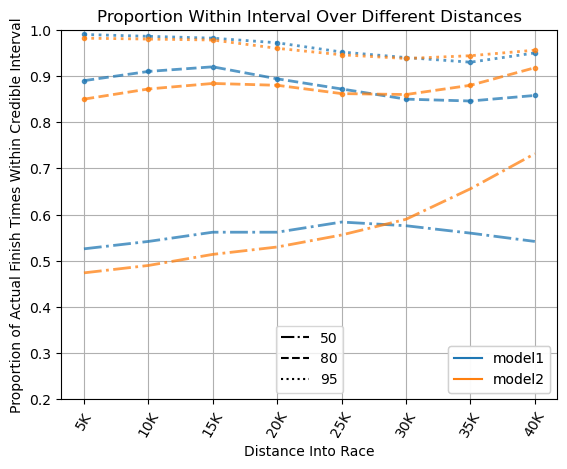 Proportion Within Interval Over Different Distances
Proportion of Actual Finish Times Within Credible Interval
1.0
0.9
0.8
0.7
0.6
0.5
0.4
0.3
0.2
50
80
95
model1
model2
5K
10K
15K
20K
25K
30K
35K
40K
Distance Into Race